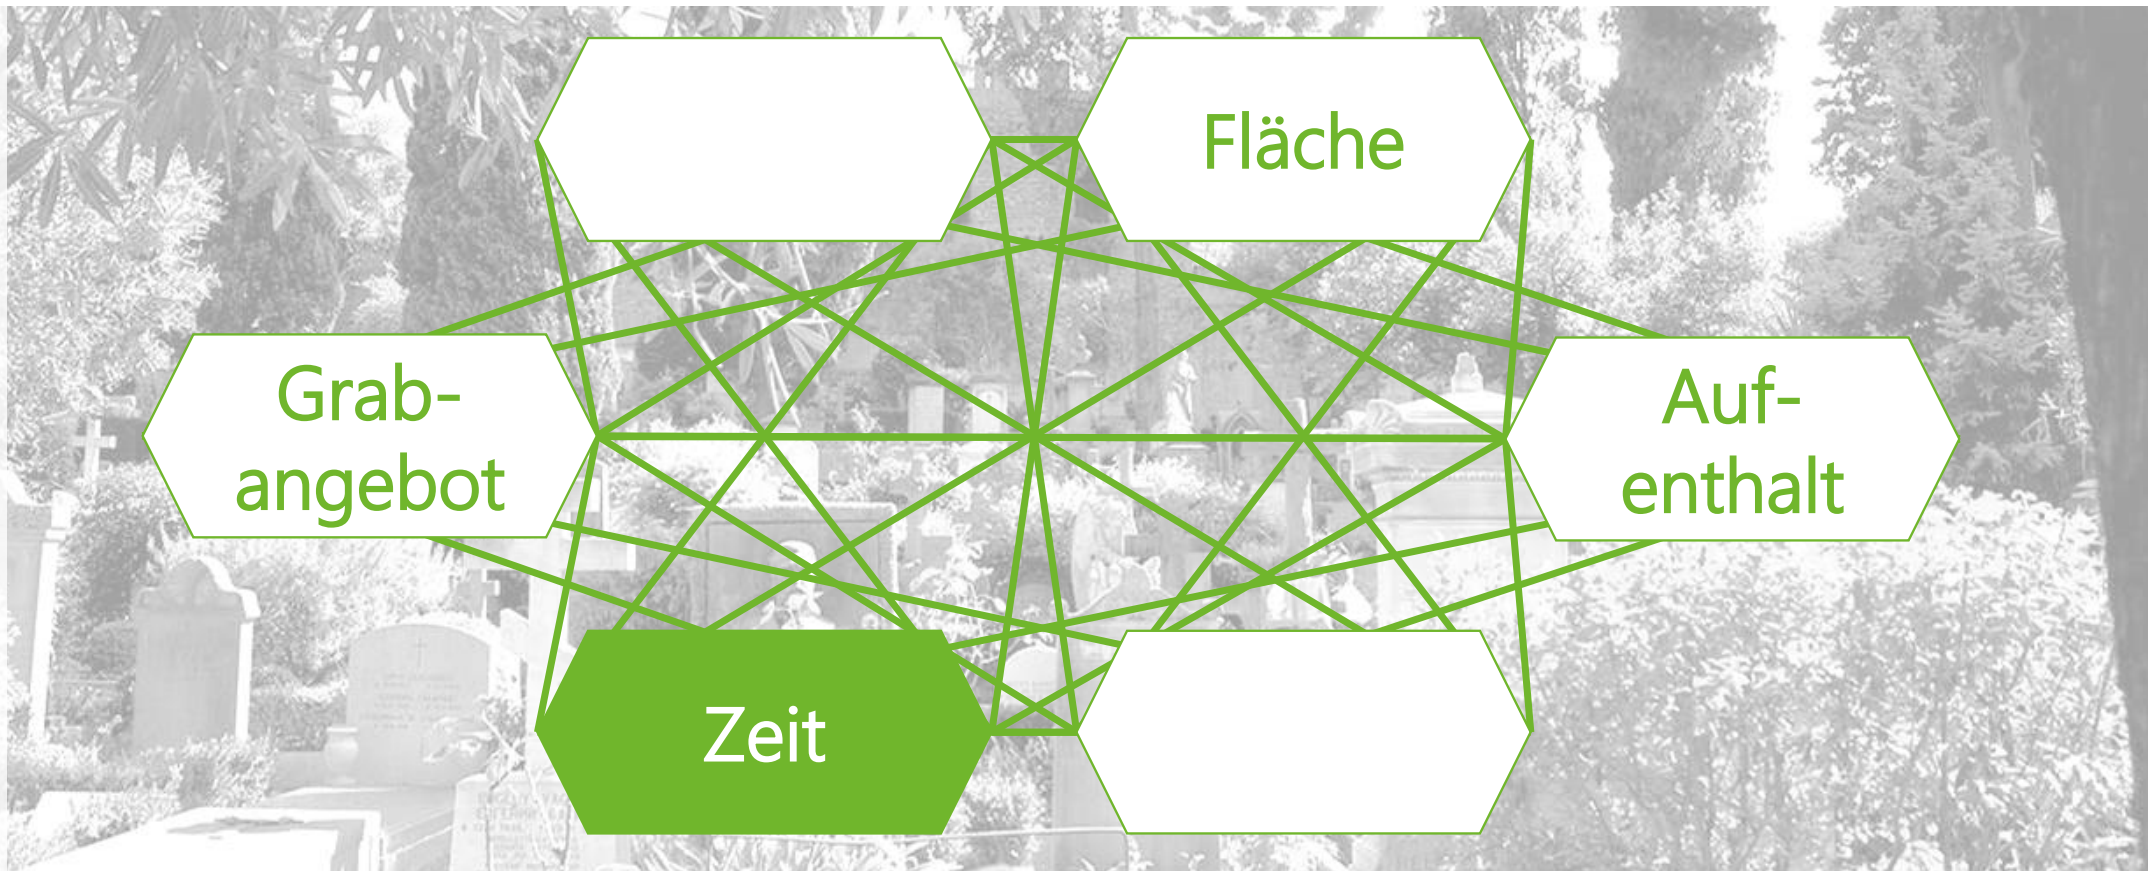 Fläche
Grab-
angebot
Auf-
enthalt
Zeit